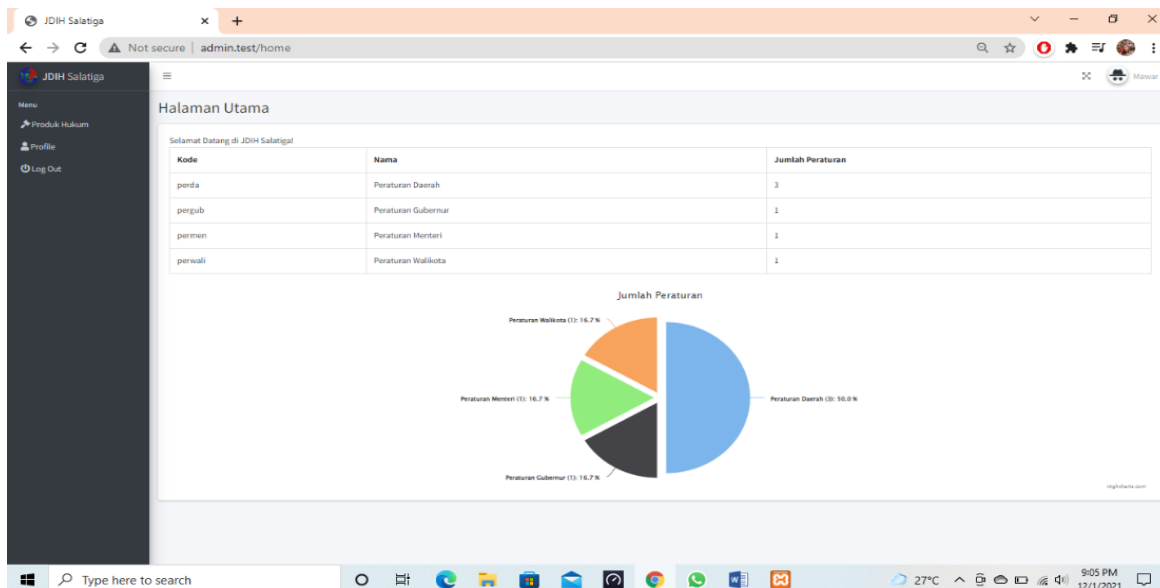 JDIH Salatiga
Not secure | admin.test/home
JDIH Salatiga
Mawar
Menu
Produk Hukum
Profile
Log Out
Halaman Utama
Selamat Datang di JDIH Salatiga!
Kode Nama Jumlah Peraturan
perda Peraturan Daerah 3
pergub Peraturan Gubernur 1
permen Peraturan Menteri 1
perwali Peraturan Walikota 1
Jumlah Peraturan
Peraturan Walikota (1): 16.7 %
Peraturan Menteri (1): 16.7 %
Peraturan Daerah (3): 50.0 %
Peraturan Gubernur (1): 16.7 %
Highcharts.com
Type here to search
27°C
9:05 PM
12/1/2021